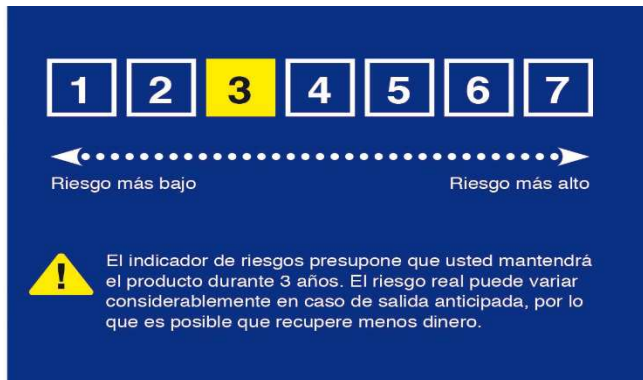 1 2 3 4 5 6 7
Riesgo más bajo Riesgo más alto
! El indicador de riesgos presupone que usted mantendrá
el producto durante 3 años. El riesgo real puede variar
considerablemente en caso de salida anticipada, por lo
que es posible que recupere menos dinero.